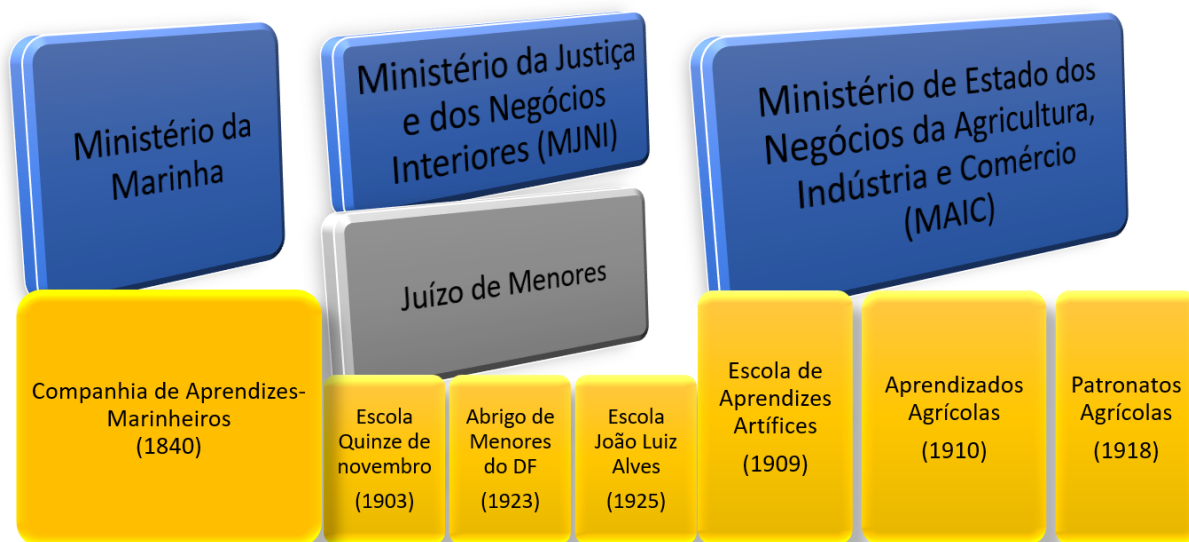 Ministério da
Marinha
Ministério da Justiça
e dos Negócios
Interiores (MJNI)
Ministério de Estado dos
Negócios da Agricultura,
Indústria e Comércio
(MAIC)
Juízo de Menores
Companhia de Aprendizes-
Marinheiros
(1840)
Escola
Quinze de
novembro
(1903)
Abrigo de
Menores
do DF
(1923)
Escola
João Luiz
Alves
(1925)
Escola de
Aprendizes
Artífices
(1909)
Aprendizados
Agrícolas
(1910)
Patronatos
Agrícolas
(1918)